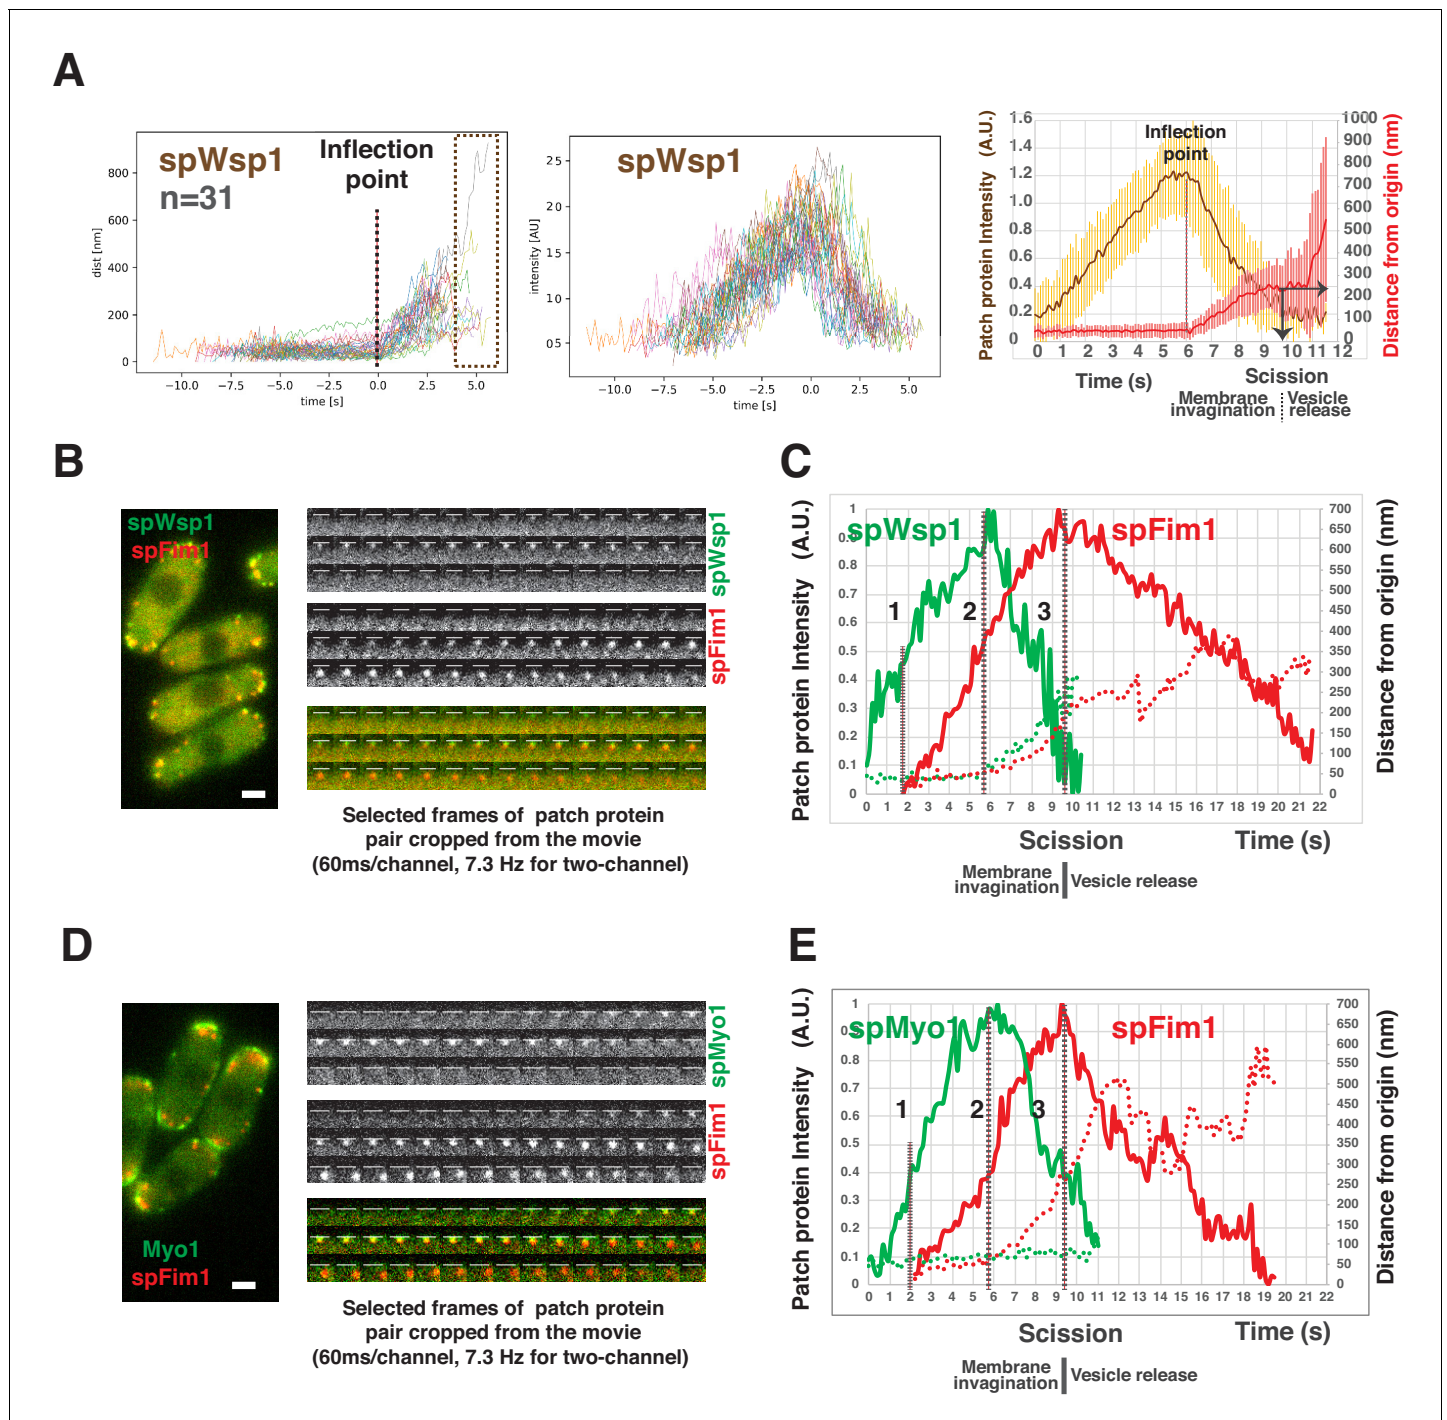 A
spWsp1
n=31
Inflection
point
dist [nm]
800
600
400
200
0
−10.0
−7.5
−5.0
−2.5
0.0
2.5
5.0
time [s]
spWsp1
intensity [AU]
25
20
15
10
05
−10.0
−7.5
−5.0
−2.5
0.0
2.5
5.0
time [s]
Patch protein Intensity (A.U.)
1.6
1.4
1.2
1.0
0.8
0.6
0.4
0.2
0
Inflection
point
1000
900
800
700
600
500
400
300
200
100
0
Distance from origin (nm)
0 1 2 3 4 5 6 7 8 9 10 11 12
Time (s)
Scission
Membrane
invagination
Vesicle
release
B
spWsp1
spFim1
spWsp1
spFim1
Selected frames of patch protein
pair cropped from the movie
(60ms/channel, 7.3 Hz for two-channel)
C
Patch protein Intensity (A.U.)
1
0.9
0.8
0.7
0.6
0.5
0.4
0.3
0.2
0.1
0
spWsp1
spFim1
1
2
3
700
650
600
550
500
450
400
350
300
250
200
150
100
50
0
Distance from origin (nm)
0 1 2 3 4 5 6 7 8 9 10 11 12 13 14 15 16 17 18 19 20 21 22
Scission
Time (s)
Membrane
invagination
Vesicle release
D
Myo1
spFim1
spMyo1
spFim1
Selected frames of patch protein
pair cropped from the movie
(60ms/channel, 7.3 Hz for two-channel)
E
Patch protein Intensity (A.U.)
1
0.9
0.8
0.7
0.6
0.5
0.4
0.3
0.2
0.1
0
spMyo1
spFim1
1
2
3
700
650
600
550
500
450
400
350
300
250
200
150
100
50
0
Distance from origin (nm)
0 1 2 3 4 5 6 7 8 9 10 11 12 13 14 15 16 17 18 19 20 21 22
Scission
Time (s)
Membrane
invagination
Vesicle release